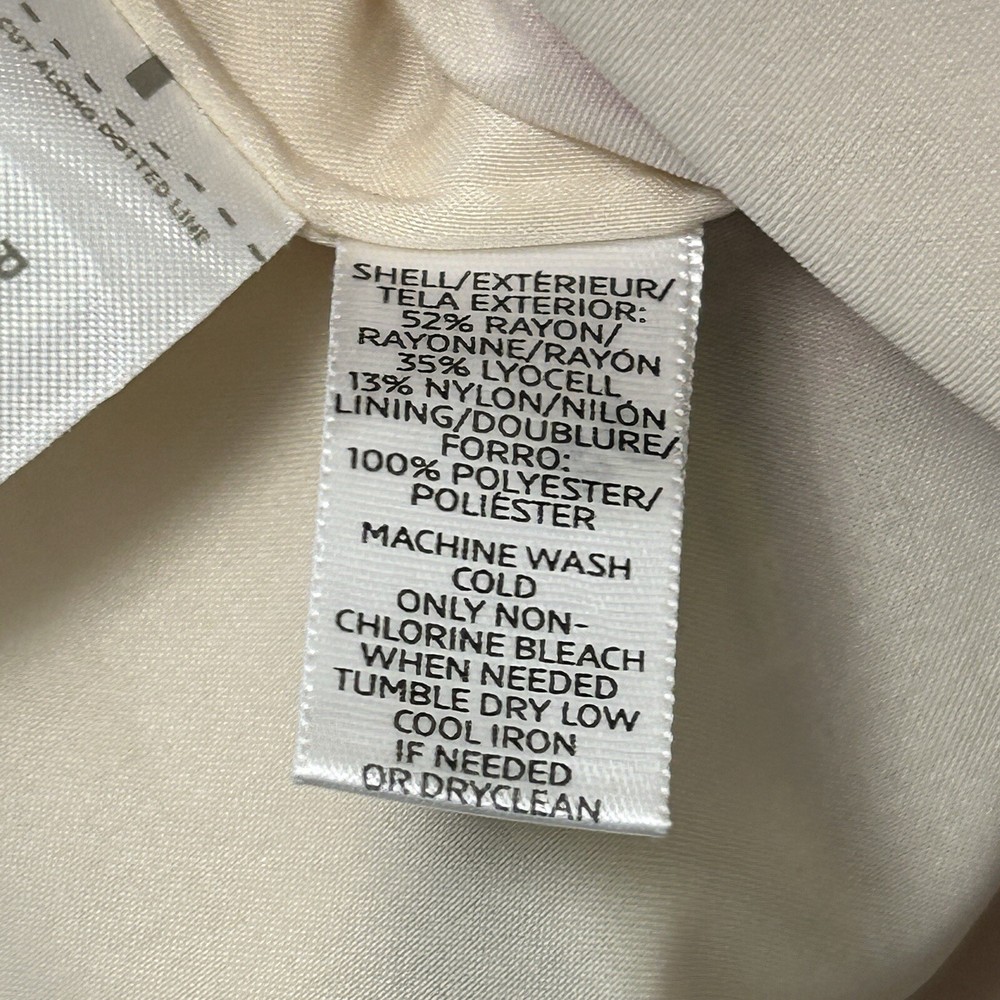 CUT ALONG DOTTED LINE
SHELL/EXTÉRIEUR/
TELA EXTERIOR:
52% RAYON/
RAYONNE/RAYÓN
35% LYOCELL
13% NYLON/NILÓN
LINING/DOUBLURE/
FORRO:
100% POLYESTER/
POLIÉSTER
MACHINE WASH
COLD
ONLY NON-
CHLORINE BLEACH
WHEN NEEDED
TUMBLE DRY LOW
COOL IRON
IF NEEDED
OR DRYCLEAN